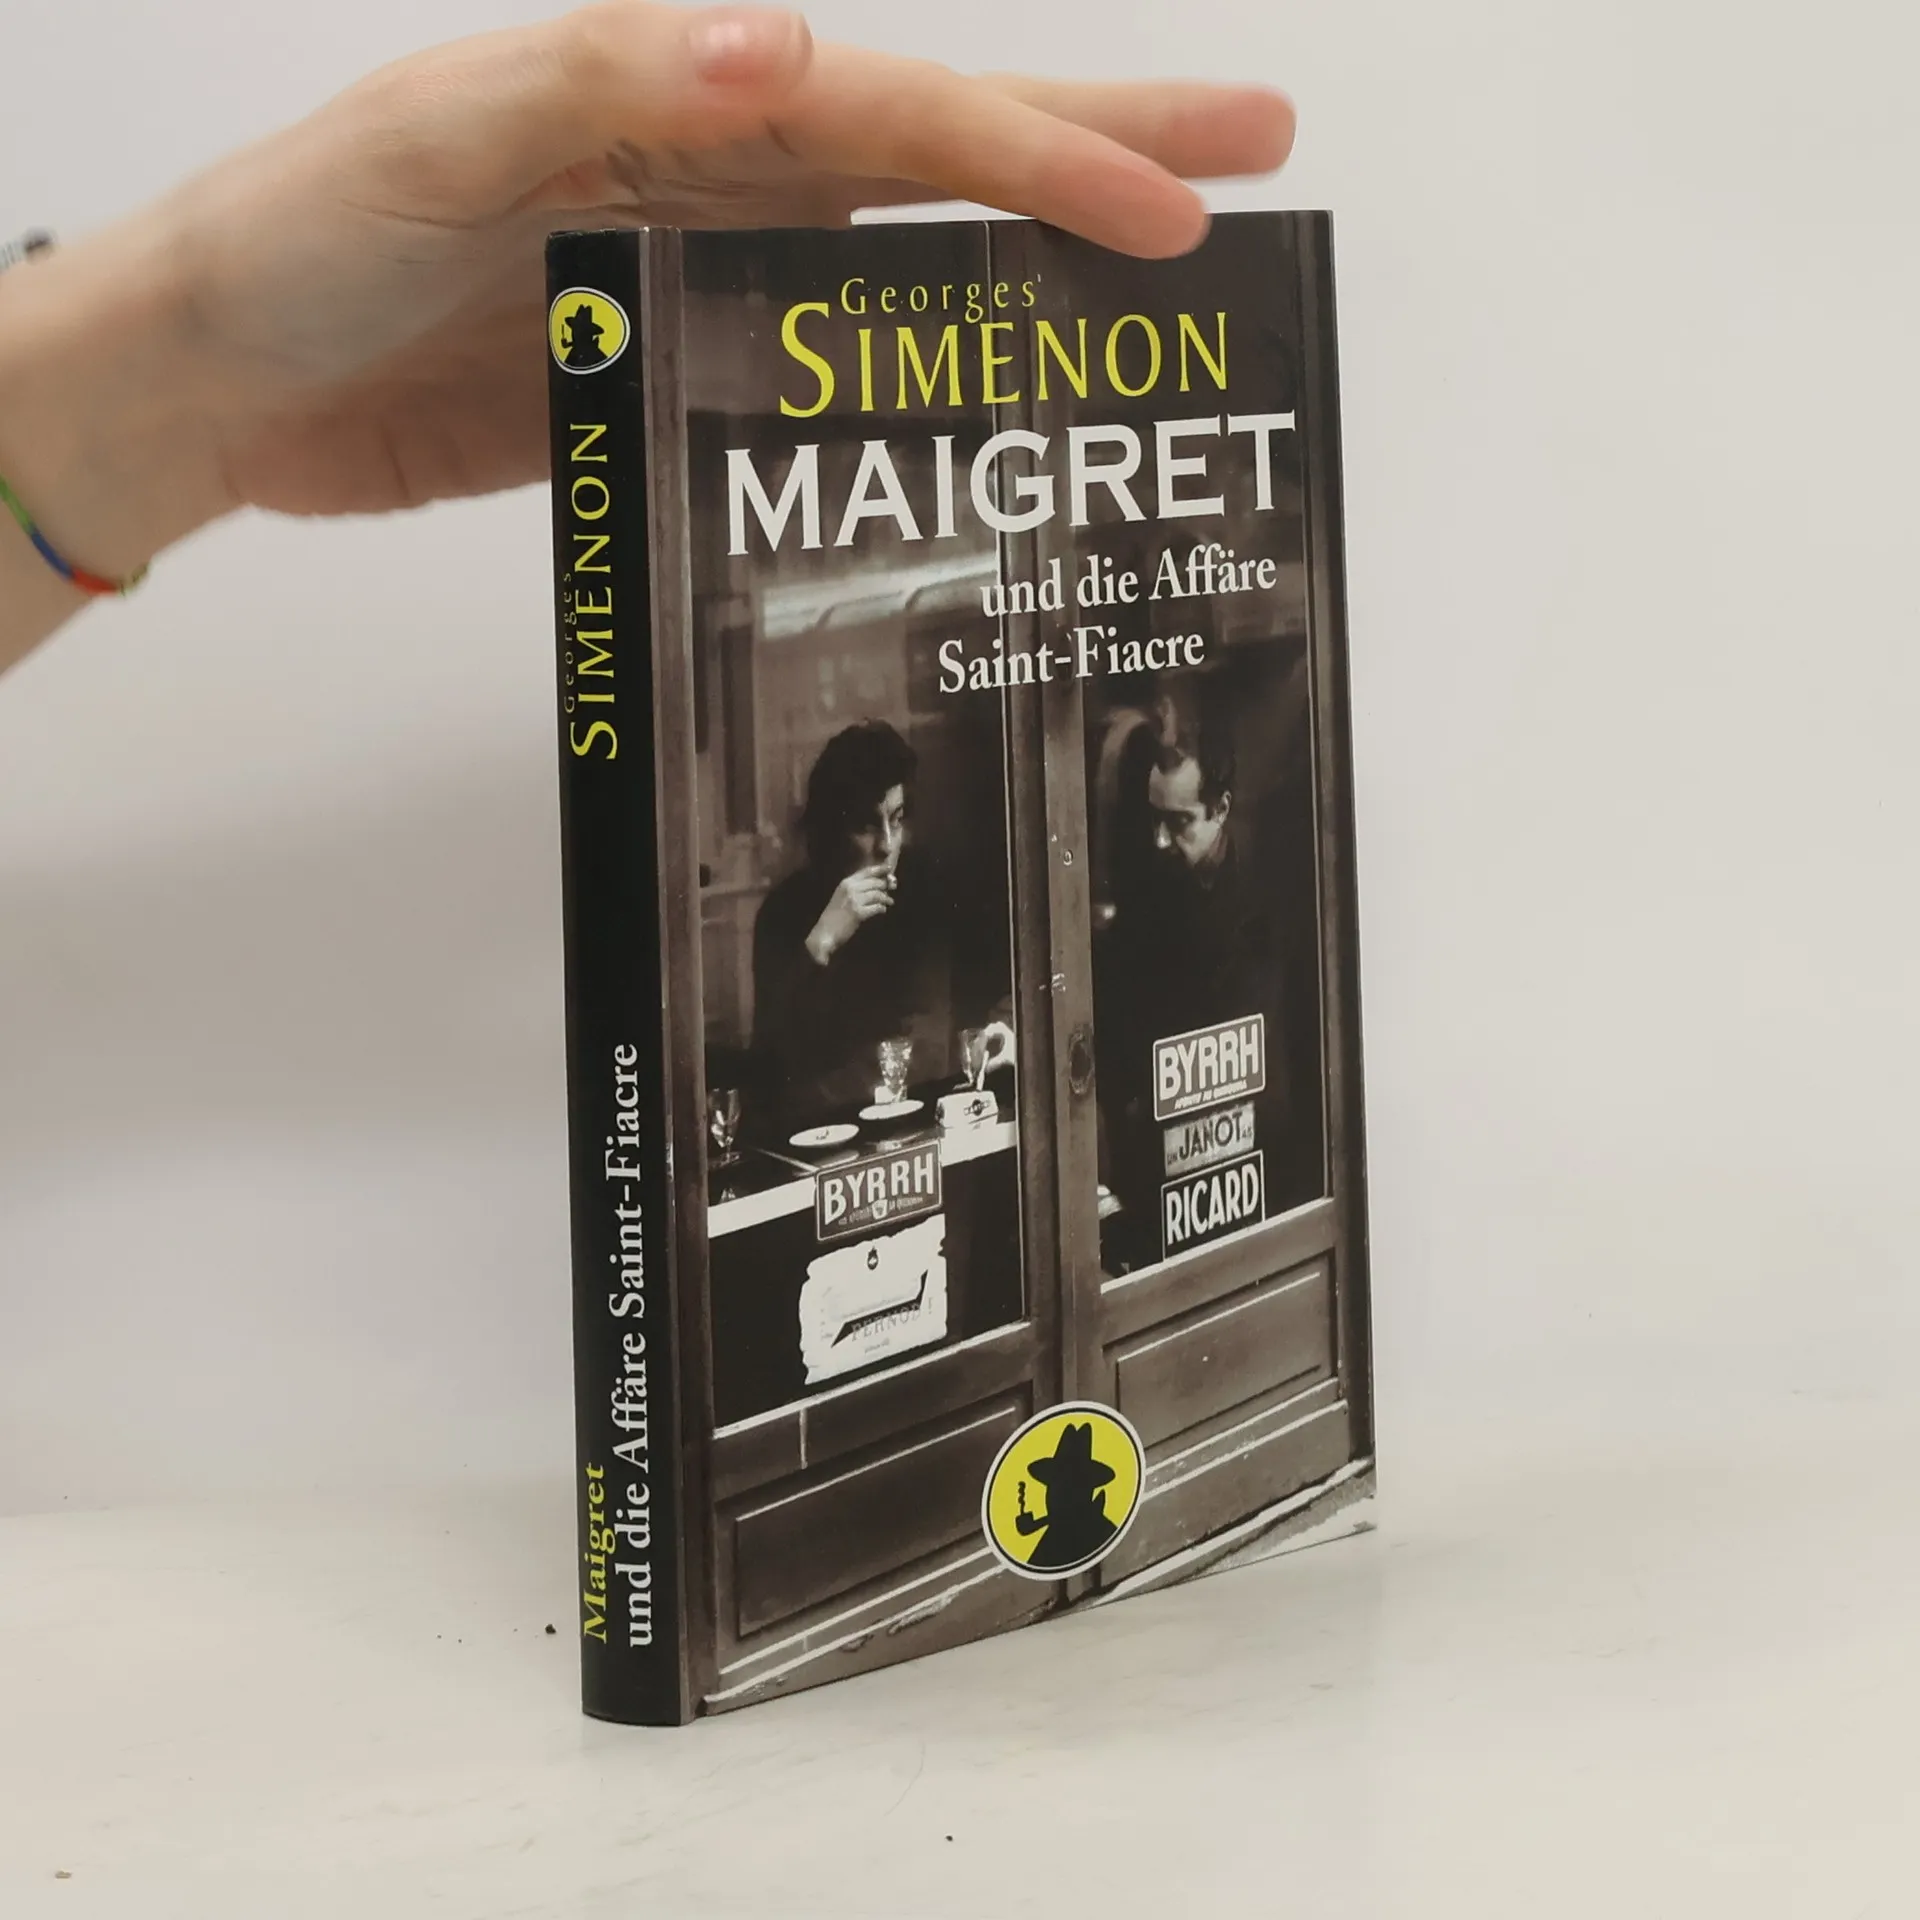 Georges
SIMENON
MAIGRET
und die Affäre
Saint-Fiacre
Georges
SIMENON
Maigret
und die Affäre Saint-Fiacre
BYRRH
UN JANOT
RICARD
BYRRH
PERNOD